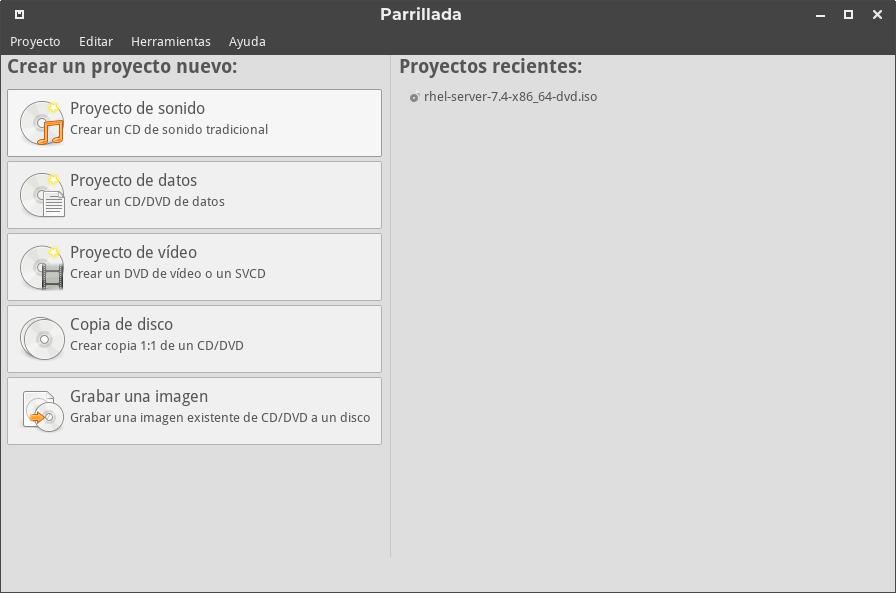 Parrillada
Proyecto Editar Herramientas Ayuda
Crear un proyecto nuevo:
Proyecto de sonido
Crear un CD de sonido tradicional
Proyecto de datos
Crear un CD/DVD de datos
Proyecto de vídeo
Crear un DVD de vídeo o un SVCD
Copia de disco
Crear copia 1:1 de un CD/DVD
Grabar una imagen
Grabar una imagen existente de CD/DVD a un disco
Proyectos recientes:
rhel-server-7.4-x86_64-dvd.iso